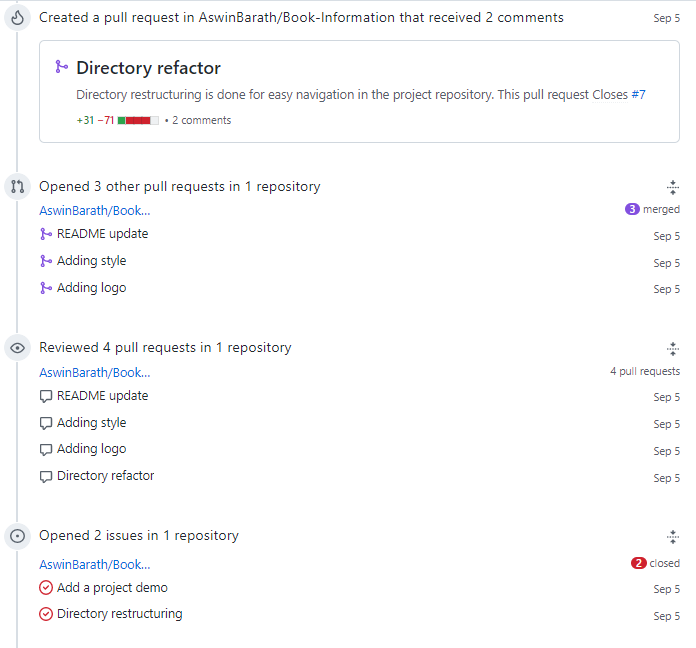 Created a pull request in AswinBarath/Book-Information that received 2 comments Sep 5
Directory refactor
Directory restructuring is done for easy navigation in the project repository. This pull request Closes #7
+31 −71 • 2 comments
Opened 3 other pull requests in 1 repository
AswinBarath/Book... 3 merged
README update Sep 5
Adding style Sep 5
Adding logo Sep 5
Reviewed 4 pull requests in 1 repository
AswinBarath/Book... 4 pull requests
README update Sep 5
Adding style Sep 5
Adding logo Sep 5
Directory refactor Sep 5
Opened 2 issues in 1 repository
AswinBarath/Book... 2 closed
Add a project demo Sep 5
Directory restructuring Sep 5